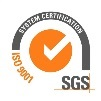 SYSTEM CERTIFICATION
ISO 9001
SGS